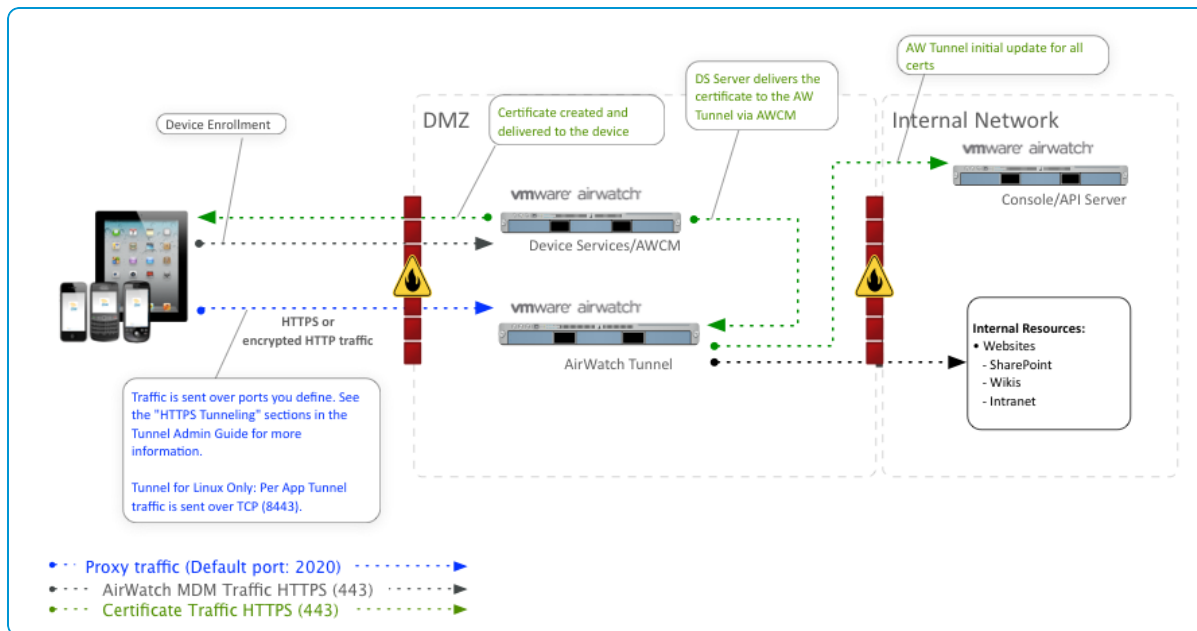 AW Tunnel initial update for all
certs
DS Server delivers the
certificate to the AW
Tunnel via AWCM
Certificate created and
delivered to the device
Device Enrollment
DMZ
Internal Network
vmware airwatch
Console/API Server
vmware airwatch
Device Services/AWCM
vmware airwatch
AirWatch Tunnel
HTTPS or
encrypted HTTP traffic
Internal Resources:
• Websites
- SharePoint
- Wikis
- Intranet
Traffic is sent over ports you define. See
the "HTTPS Tunneling" sections in the
Tunnel Admin Guide for more
information.
Tunnel for Linux Only: Per App Tunnel
traffic is sent over TCP (8443).
Proxy traffic (Default port: 2020)
AirWatch MDM Traffic HTTPS (443)
Certificate Traffic HTTPS (443)